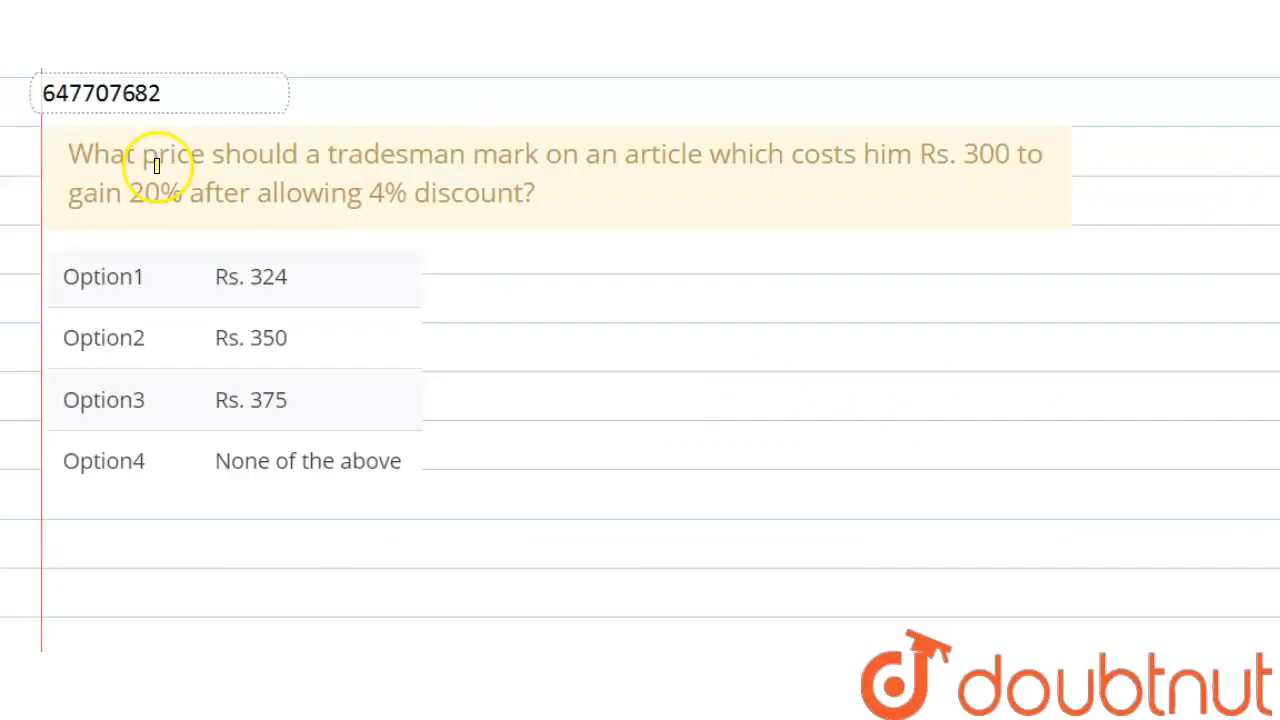 647707682
What price should a tradesman mark on an article which costs him Rs. 300 to
gain 20% after allowing 4% discount?
Option1 Rs. 324
Option2 Rs. 350
Option3 Rs. 375
Option4 None of the above
doubtnut